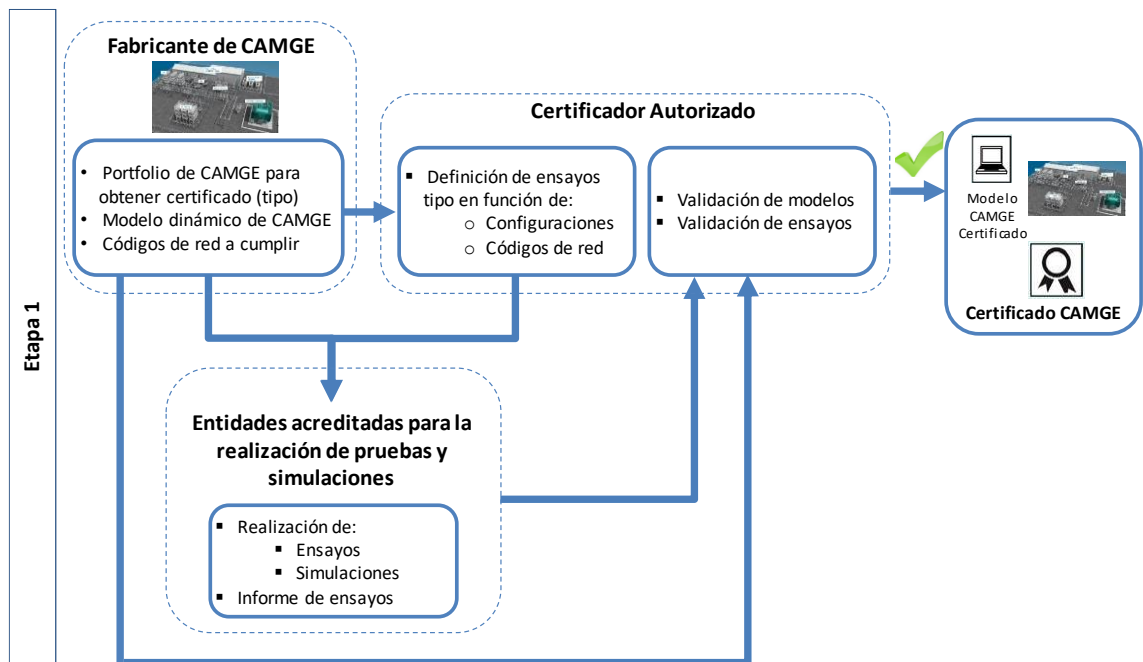 Etapa 1
Fabricante de CAMGE
• Portfolio de CAMGE para
obtener certificado (tipo)
• Modelo dinámico de CAMGE
• Códigos de red a cumplir
Certificador Autorizado
▪ Definición de ensayos
tipo en función de:
o Configuraciones
o Códigos de red
▪ Validación de modelos
▪ Validación de ensayos
Modelo
CAMGE
Certificado
Certificado CAMGE
Entidades acreditadas para la
realización de pruebas y
simulaciones
▪ Realización de:
▪ Ensayos
▪ Simulaciones
▪ Informe de ensayos